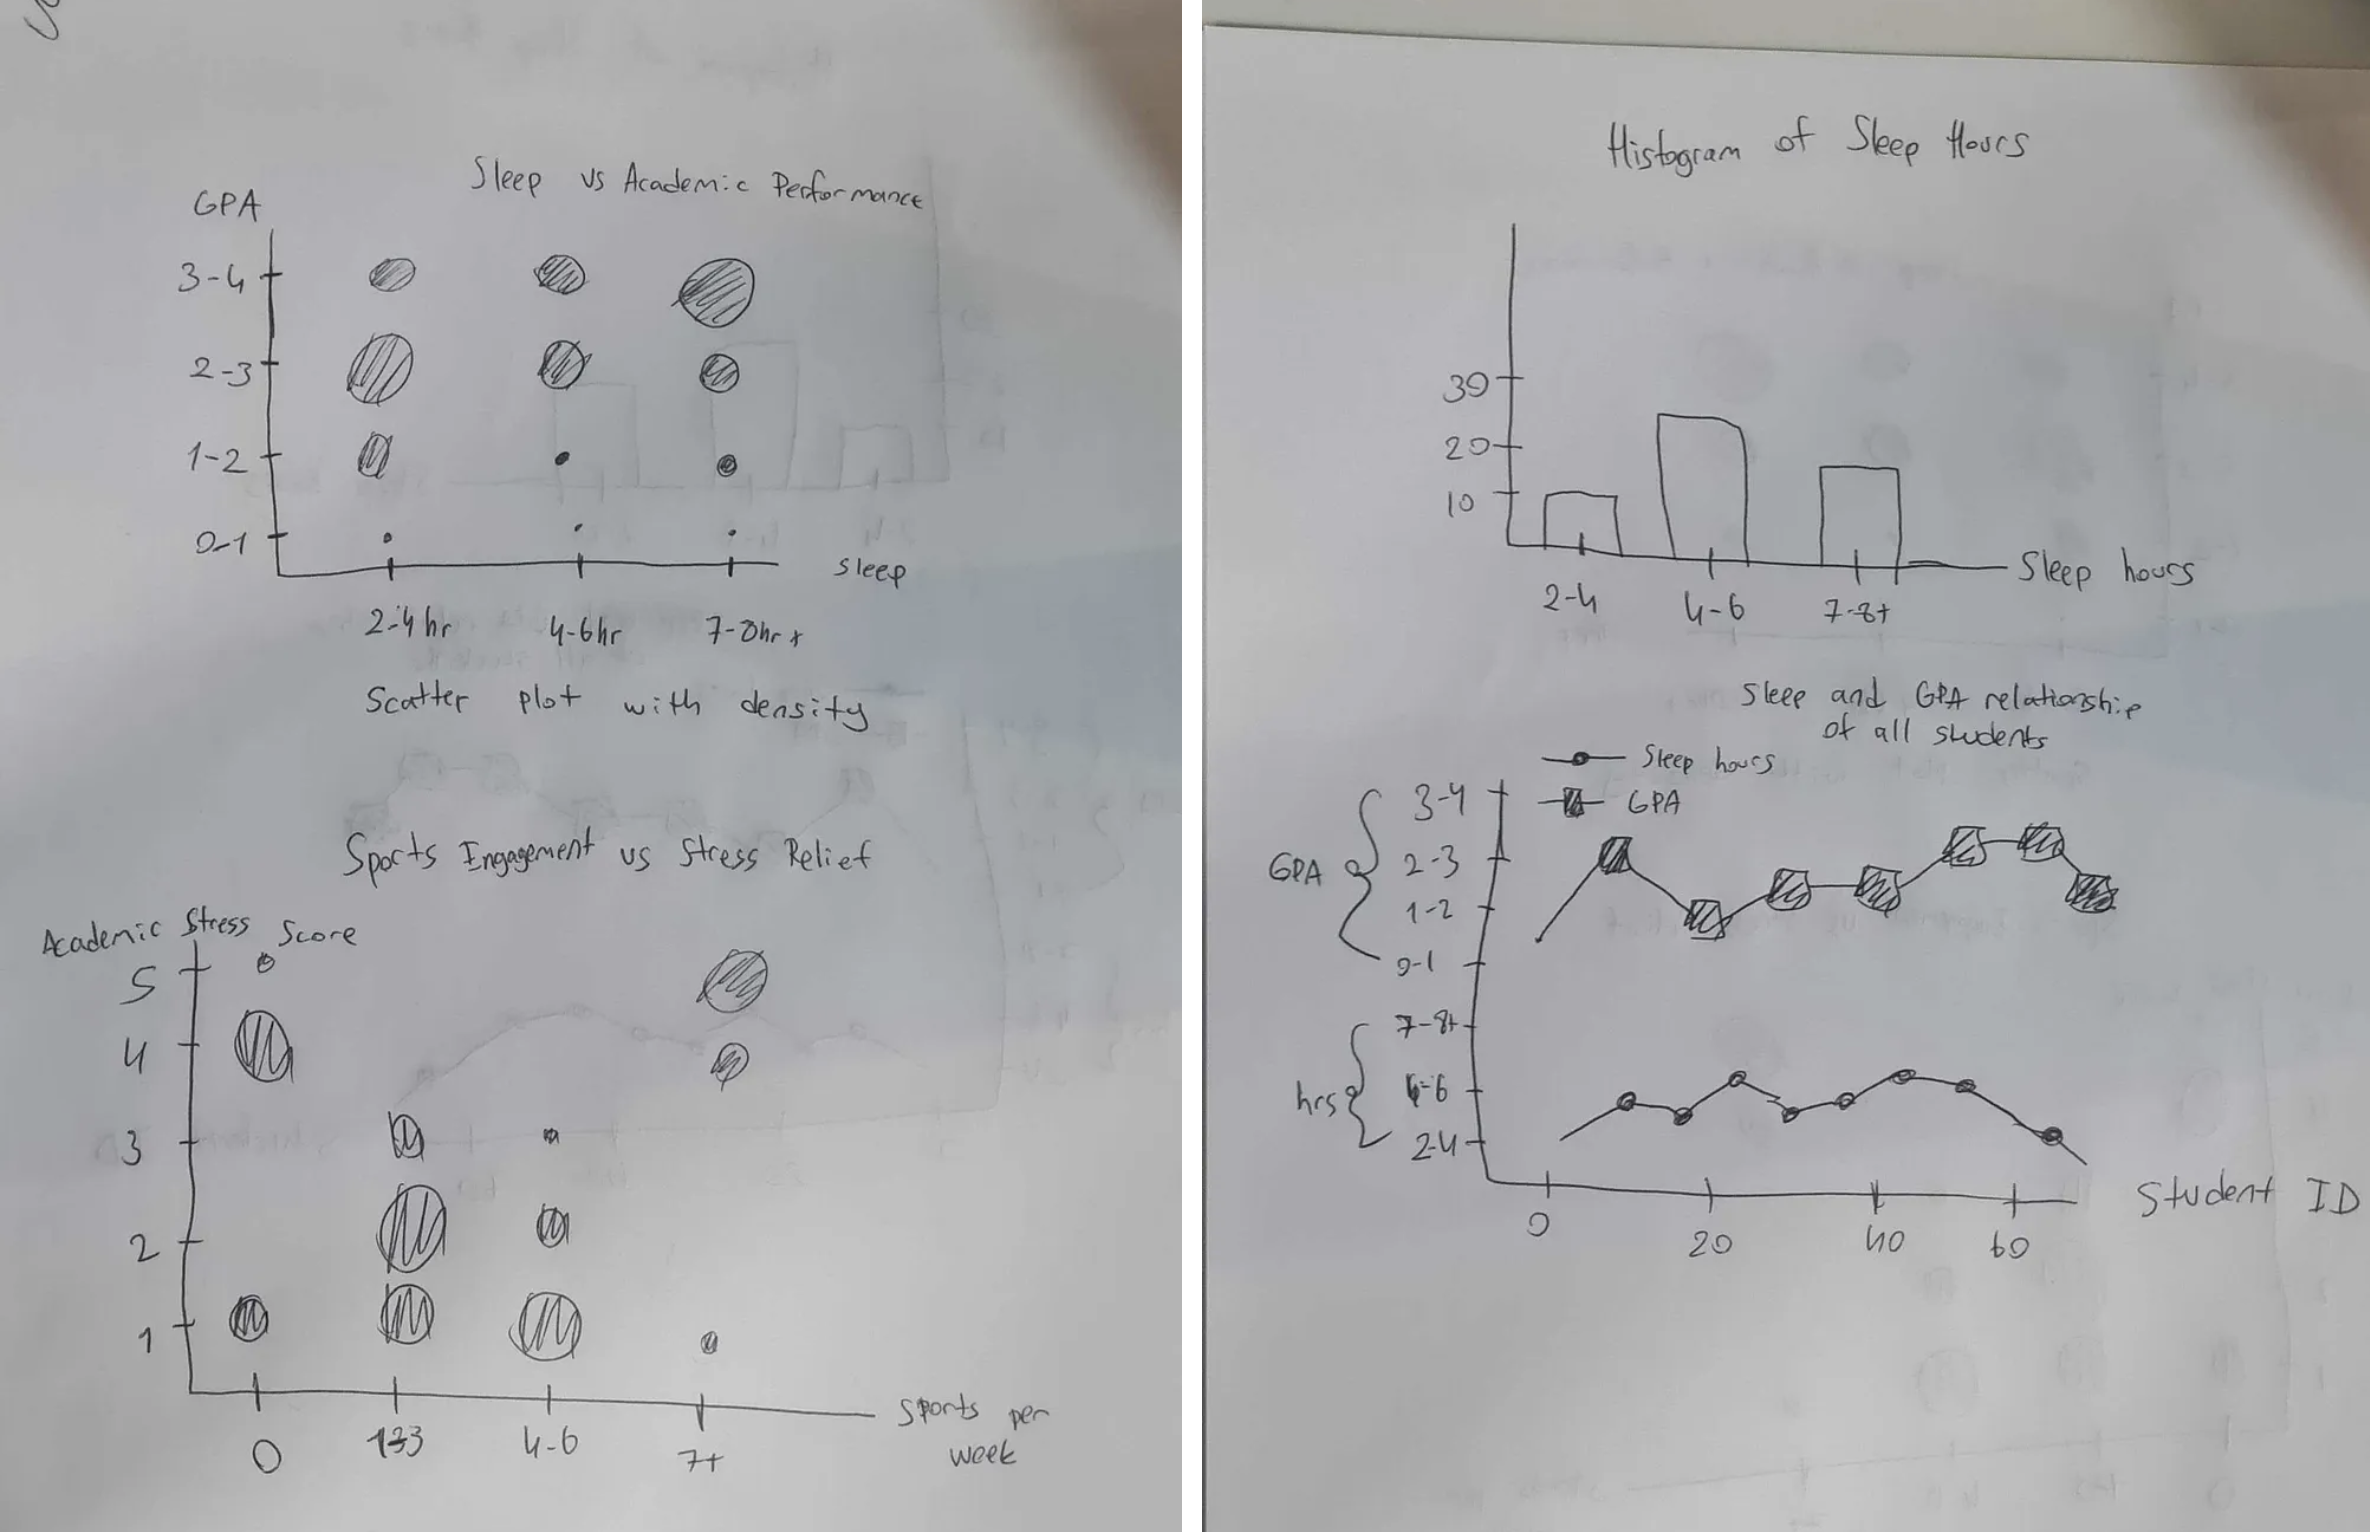 Sleep vs Academic Performance
GPA
3-4
2-3
1-2
0-1
sleep
2-4 hr
4-6 hr
7-8hr +
Scatter plot with density
Sports Engagement vs Stress Relief
Academic Stress Score
5
4
3
2
1
0
1-3
4-6
7+
Sports per
week
Histogram of Sleep Hours
30
20
10
Sleep hours
2-4
4-6
7-8+
Sleep and GPA relationship
of all students
Sleep hours
GPA
GPA
3-4
2-3
1-2
0-1
hrs
7-8+
4-6
2-4
Student ID
0
20
40
60